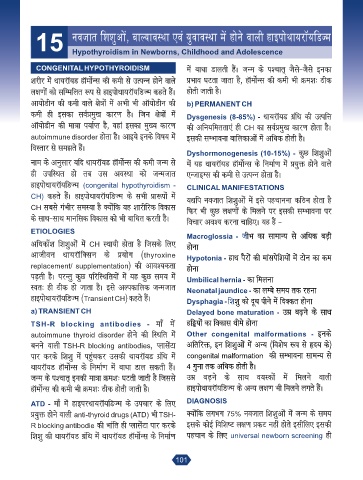 15
नवजात शिशुओं, बाल्यावस्था एवं युवावस्था में होने वाली हाइपोथायरॉयडिज्म
Hypothyroidism in Newborns, Childhood and Adolescence
CONGENITAL HYPOTHYROIDISM
शरीर में थायरॉयड हॉर्मोन्स की कमी से उत्पन्न होने वाले
लक्षणों को सम्मिलित रूप से हाइपोथायरॉयडिज्म कहते हैं।
आयोडीन की कमी वाले क्षेत्रों में अभी भी ऑयोडीन की
कमी ही इसका सर्वप्रमुख कारण है। जिन क्षेत्रों में
ऑयोडीन की मात्रा पर्याप्त है, वहां इसका मुख्य कारण
autoimmune disorder होता है। आइये इनके विषय में
विस्तार से समझते हैं।
नाम के अनुसार यदि थायरॉयड हॉर्मोन्स की कमी जन्म से
ही उपस्थित हो तब उस अवस्था को जन्मजात
हाइपोथायरॉयडिज्म (congenital hypothyroidism -
CH) कहते हैं। हाइपोथायरॉयडिज्म के सभी प्रारूपों में
CH सबसे गंभीर समस्या है क्योंकि यह शारीरिक विकास
के साथ-साथ मानसिक विकास को भी बाधित करती है।
ETIOLOGIES
अधिकॉंश शिशुओं में CH स्थायी होता है जिसके लिए
आजीवन थायरॉक्सिन के प्रयोग (thyroxine
replacement/ supplementation) की आवश्यकता
पड़ती है। परन्तु कुछ परिस्थितियों में यह कुछ समय में
स्वतः ही ठीक हो जाता है। इसे अल्पकालिक जन्मजात
हाइपोथायरॉयडिज्म (Transient CH) कहते हैं।
a) TRANSIENT CH
TSH-R blocking antibodies - माँ में
autoimmune thyroid disorder होने की स्थिति में
बनने वाली TSH-R blocking antibodies, प्लासेंटा
पार करके शिशु में पहुंचकर उसकी थायरॉयड ग्रंथि में
थायरॉयड हॉर्मोन्स के निर्माण में बाधा डाल सकती हैं।
जन्म के पश्चात् इनकी मात्रा क्रमशः घटती जाती है जिससे
हॉर्मोन्स की कमी भी क्रमशः ठीक होती जाती है।
ATD - माँ में हाइपरथायरॉयडिज्म के उपचार के लिए
प्रयुक्त होने वाली anti-thyroid drugs (ATD) भी TSH-
R blocking antibodie की भांति ही प्लासेंटा पार करके
शिशु की थायरॉयड ग्रंथि में थायरॉयड हॉर्मोन्स के निर्माण
में बाधा डालती हैं। जन्म के पश्चात् जैसे-जैसे इनका
प्रभाव घटता जाता है, हॉर्मोन्स की कमी भी क्रमशः ठीक
होती जाती है।
b) PERMANENT CH
Dysgenesis (8-85%) - थायरॉयड ग्रंथि की उत्पत्ति
की अनियमितताएं ही CH का सर्वप्रमुख कारण होता है।
इसकी सम्भावना बालिकाओं में अधिक होती है।
Dyshormonogenesis (10-15%) - कुछ शिशुओं
में यह थायरॉयड हॉर्मोन्स के निर्माण में प्रयुक्त होने वाले
एन्जाइम्स की कमी से उत्पन्न होता है।
CLINICAL MANIFESTATIONS
यद्यपि नवजात शिशुओं में इसे पहचानना कठिन होता है
फिर भी कुछ लक्षणों के मिलने पर इसकी सम्भावना पर
विचार अवश्य करना चाहिए। यह हैं -
Macroglossia - जीभ का सामान्य से अधिक बड़ी
होना
Hypotonia - हाथ पैरों की मांसपेशियों में टोन का कम
होना
Umbilical hernia - का मिलना
Neonatal jaundice - का लम्बे समय तक रहना
Dysphagia - शिशु को दूध पीने में दिक्कत होना
Delayed bone maturation - उम्र बढ़ने के साथ
हड्डियों का विकास धीमे होना
Other congenital malformations - इनके
अतिरिक्त, इन शिशुओं में अन्य (विशेष रूप से हृदय के)
congenital malformation की सम्भावना सामान्य से
4 गुना तक अधिक होती है।
उम्र बढ़ने के साथ वयस्कों में मिलने वाली
हाइपोथायरॉयडिज्म के अन्य लक्षण भी मिलने लगते हैं।
DIAGNOSIS
क्योंकि लगभग 75% नवजात शिशुओं में जन्म के समय
इसके कोई विशिष्ट लक्षण प्रकट नही होते इसीलिए इसकी
पहचान के लिए universal newborn screening ही
101